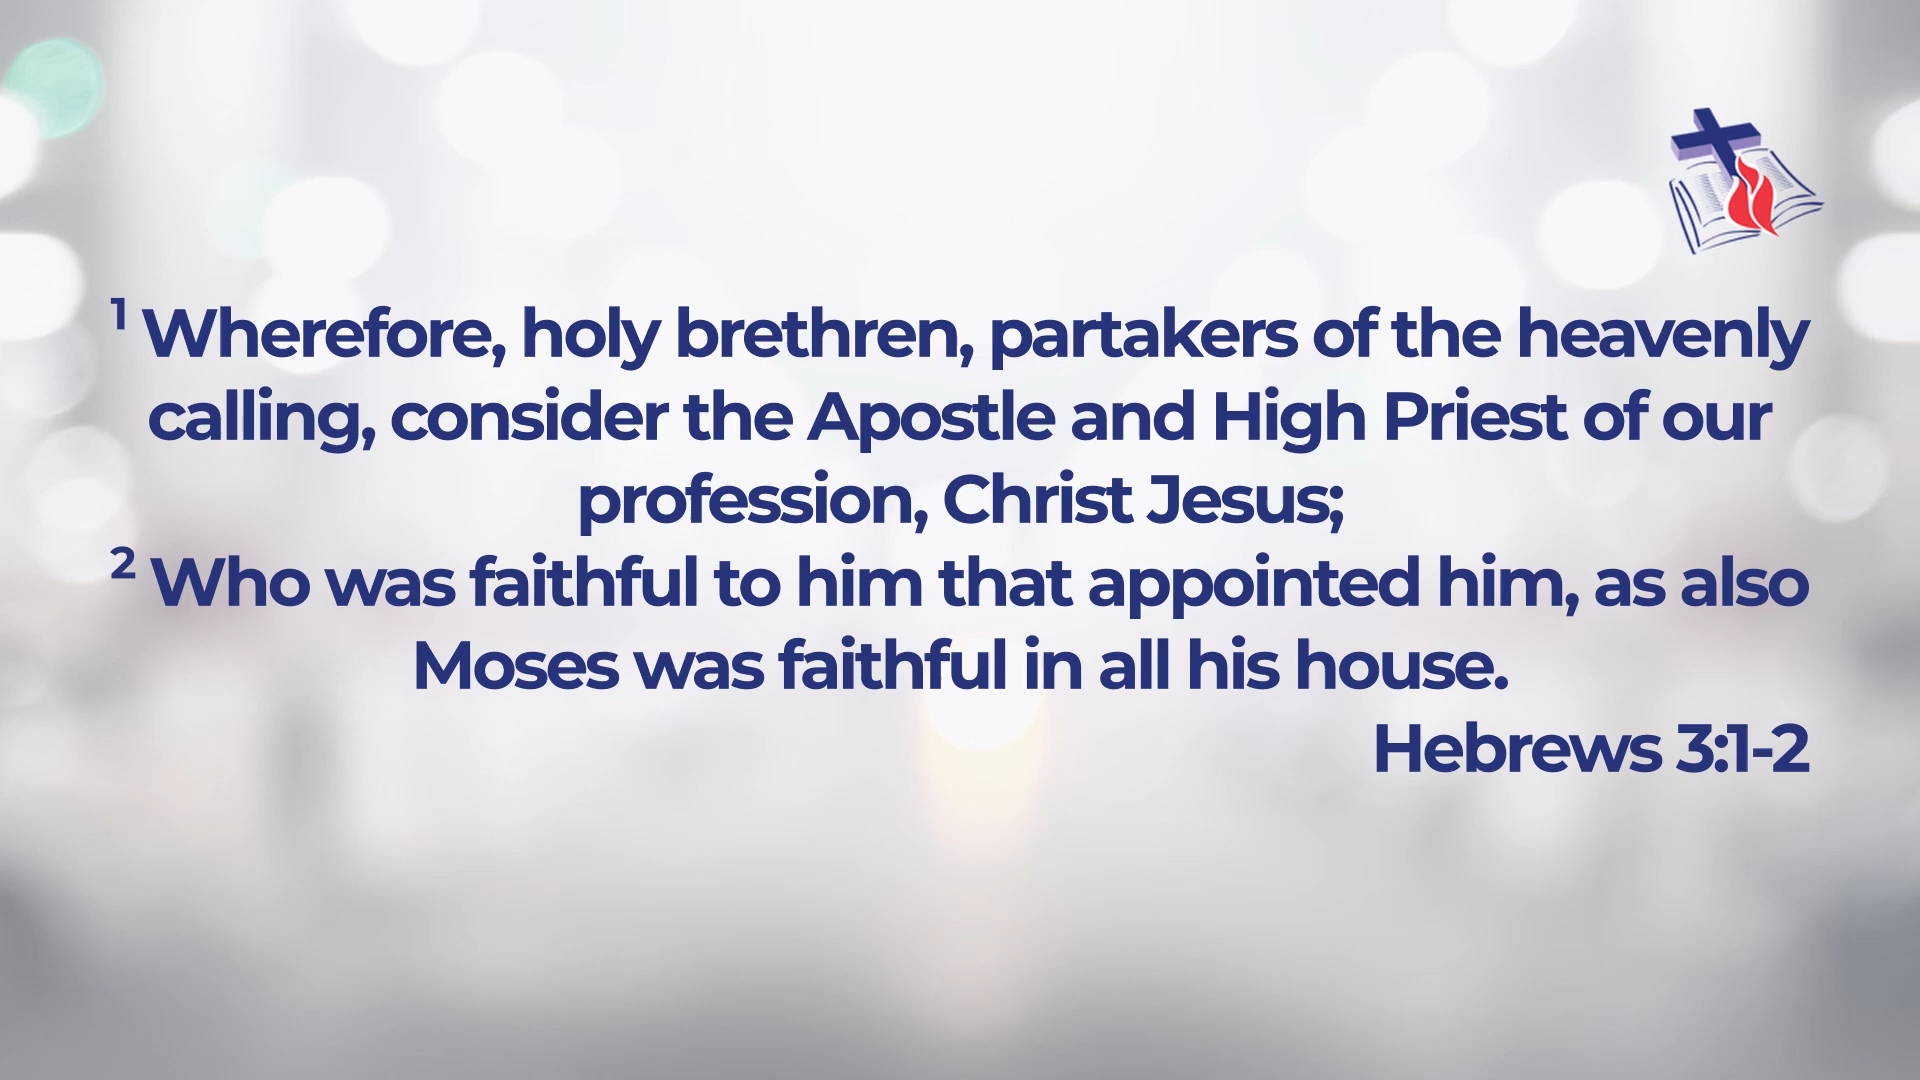 1 Wherefore, holy brethren, partakers of the heavenly
calling, consider the Apostle and High Priest of our
profession, Christ Jesus;
2 Who was faithful to him that appointed him, as also
Moses was faithful in all his house.
Hebrews 3:1-2